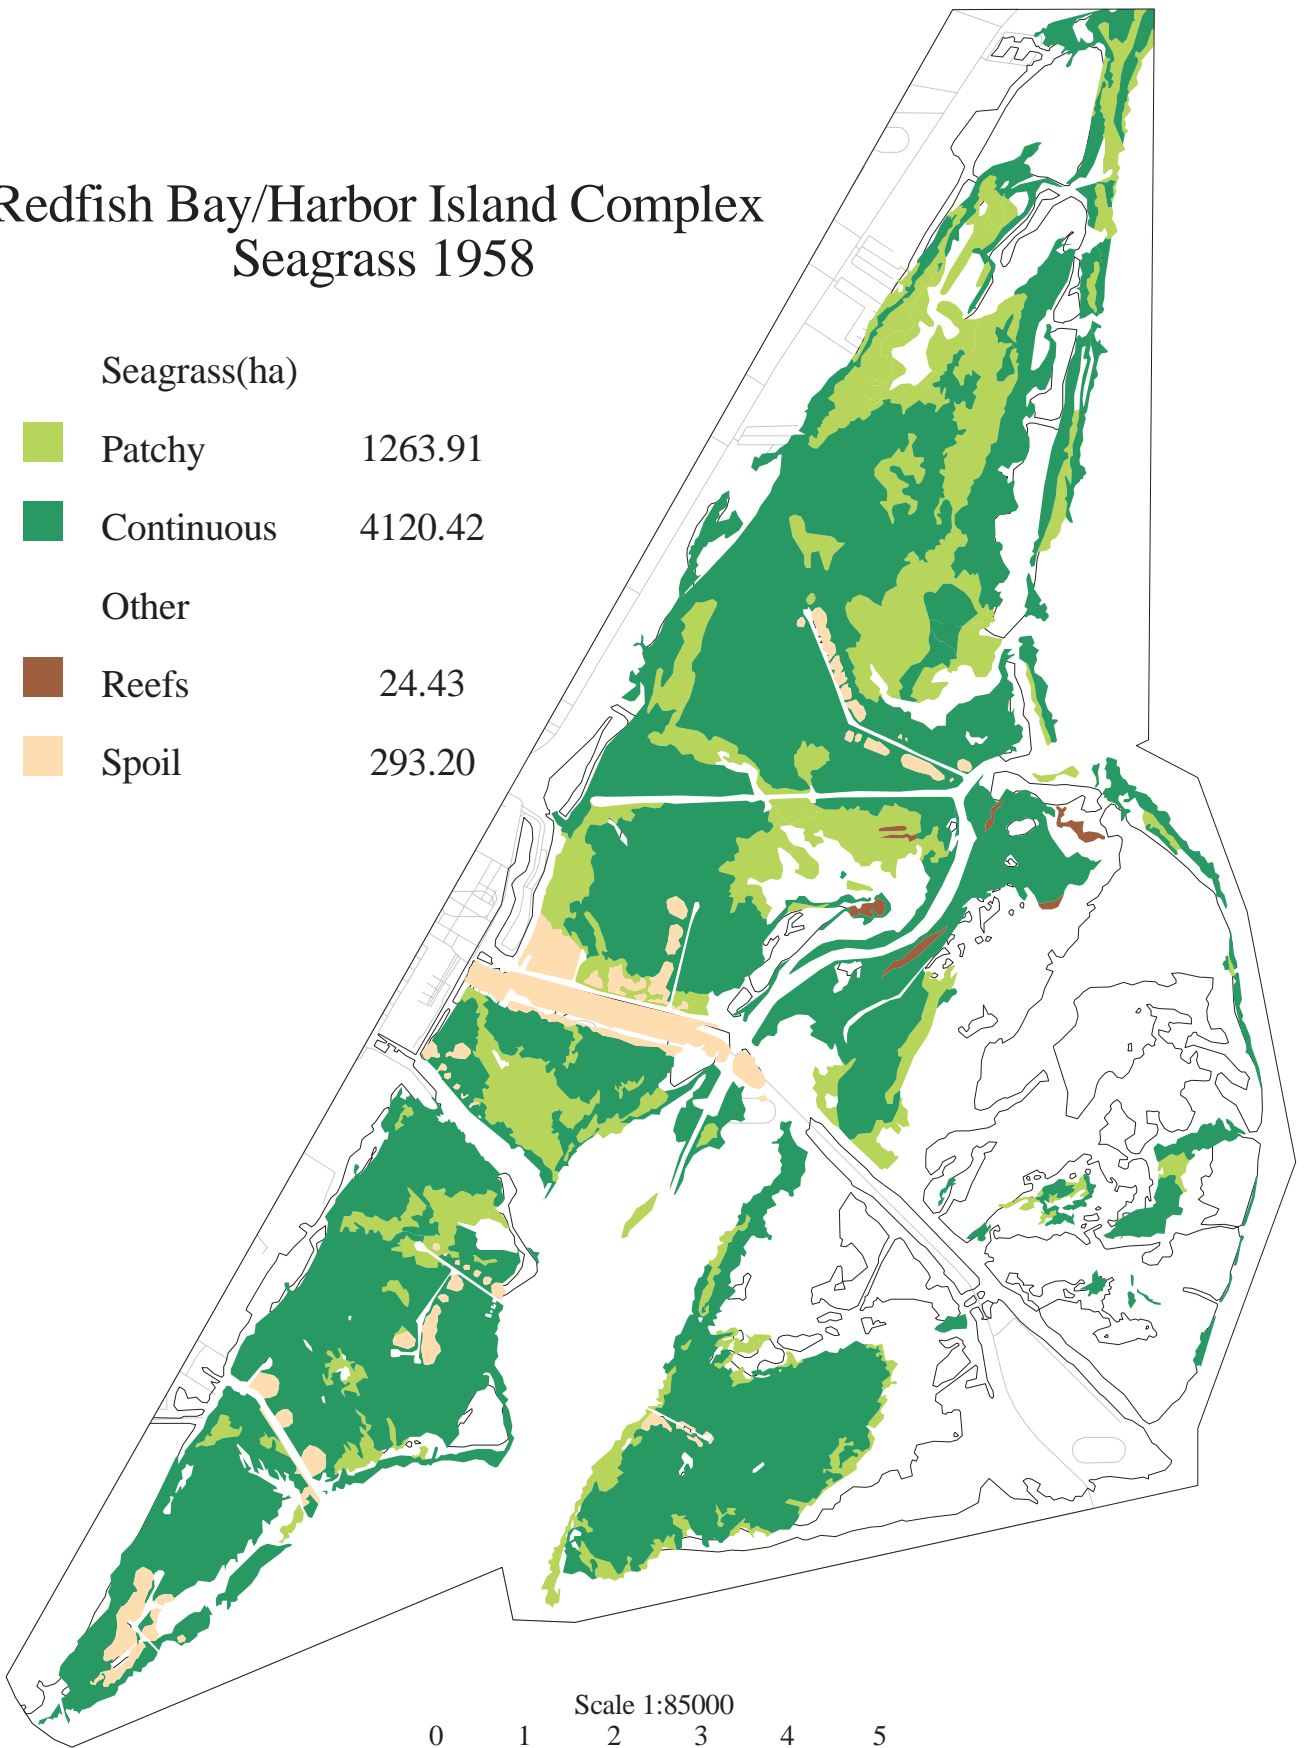 Redfish Bay/Harbor Island Complex
Seagrass 1958
Seagrass(ha)
Patchy 1263.91
Continuous 4120.42
Other
Reefs 24.43
Spoil 293.20
Scale 1:85000
0 1 2 3 4 5